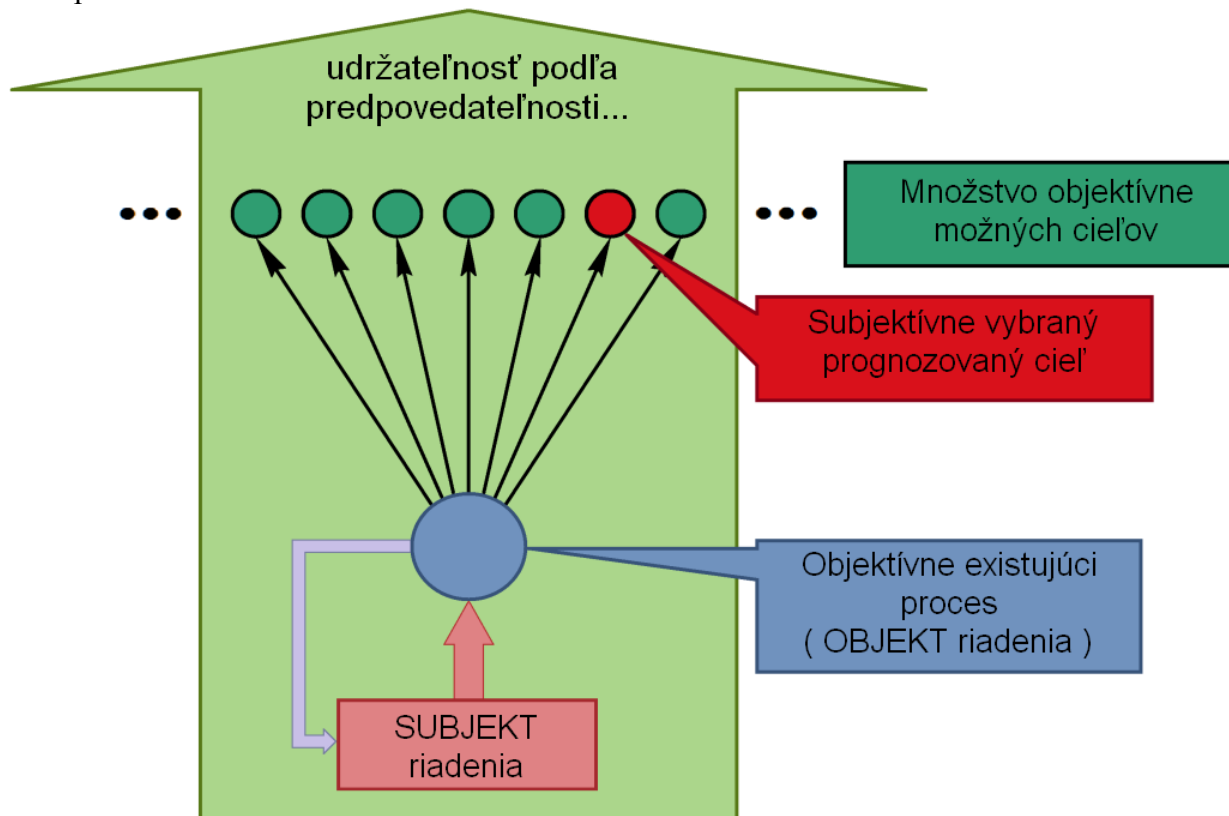 udržateľnosť podľa
predpovedateľnosti...
Množstvo objektívne
možných cieľov
Subjektívne vybraný
prognozovaný cieľ
Objektívne existujúci
proces
( OBJEKT riadenia )
SUBJEKT
riadenia